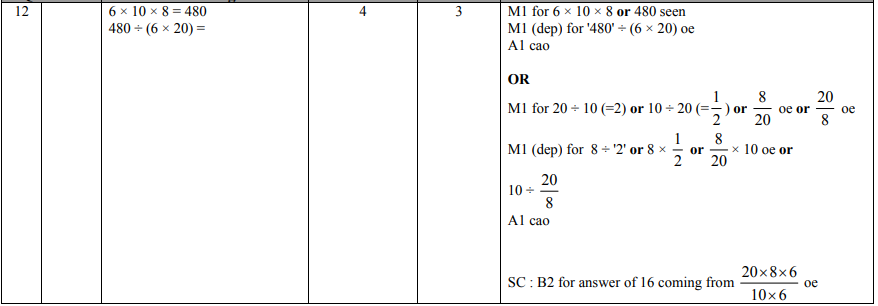 12 6 × 10 × 8 = 480 4 3 M1 for 6 × 10 × 8 or 480 seen
480 ÷ (6 × 20) = M1 (dep) for '480' ÷ (6 × 20) oe
A1 cao
OR
M1 for 20 ÷ 10 (=2) or 10 ÷ 20 (= 1/2 ) or 8/20 oe or 20/8 oe
M1 (dep) for 8 ÷ '2' or 8 × 1/2 or 8/20 × 10 oe or
10 ÷ 20/8
A1 cao
SC : B2 for answer of 16 coming from 20×8×6/10×6 oe